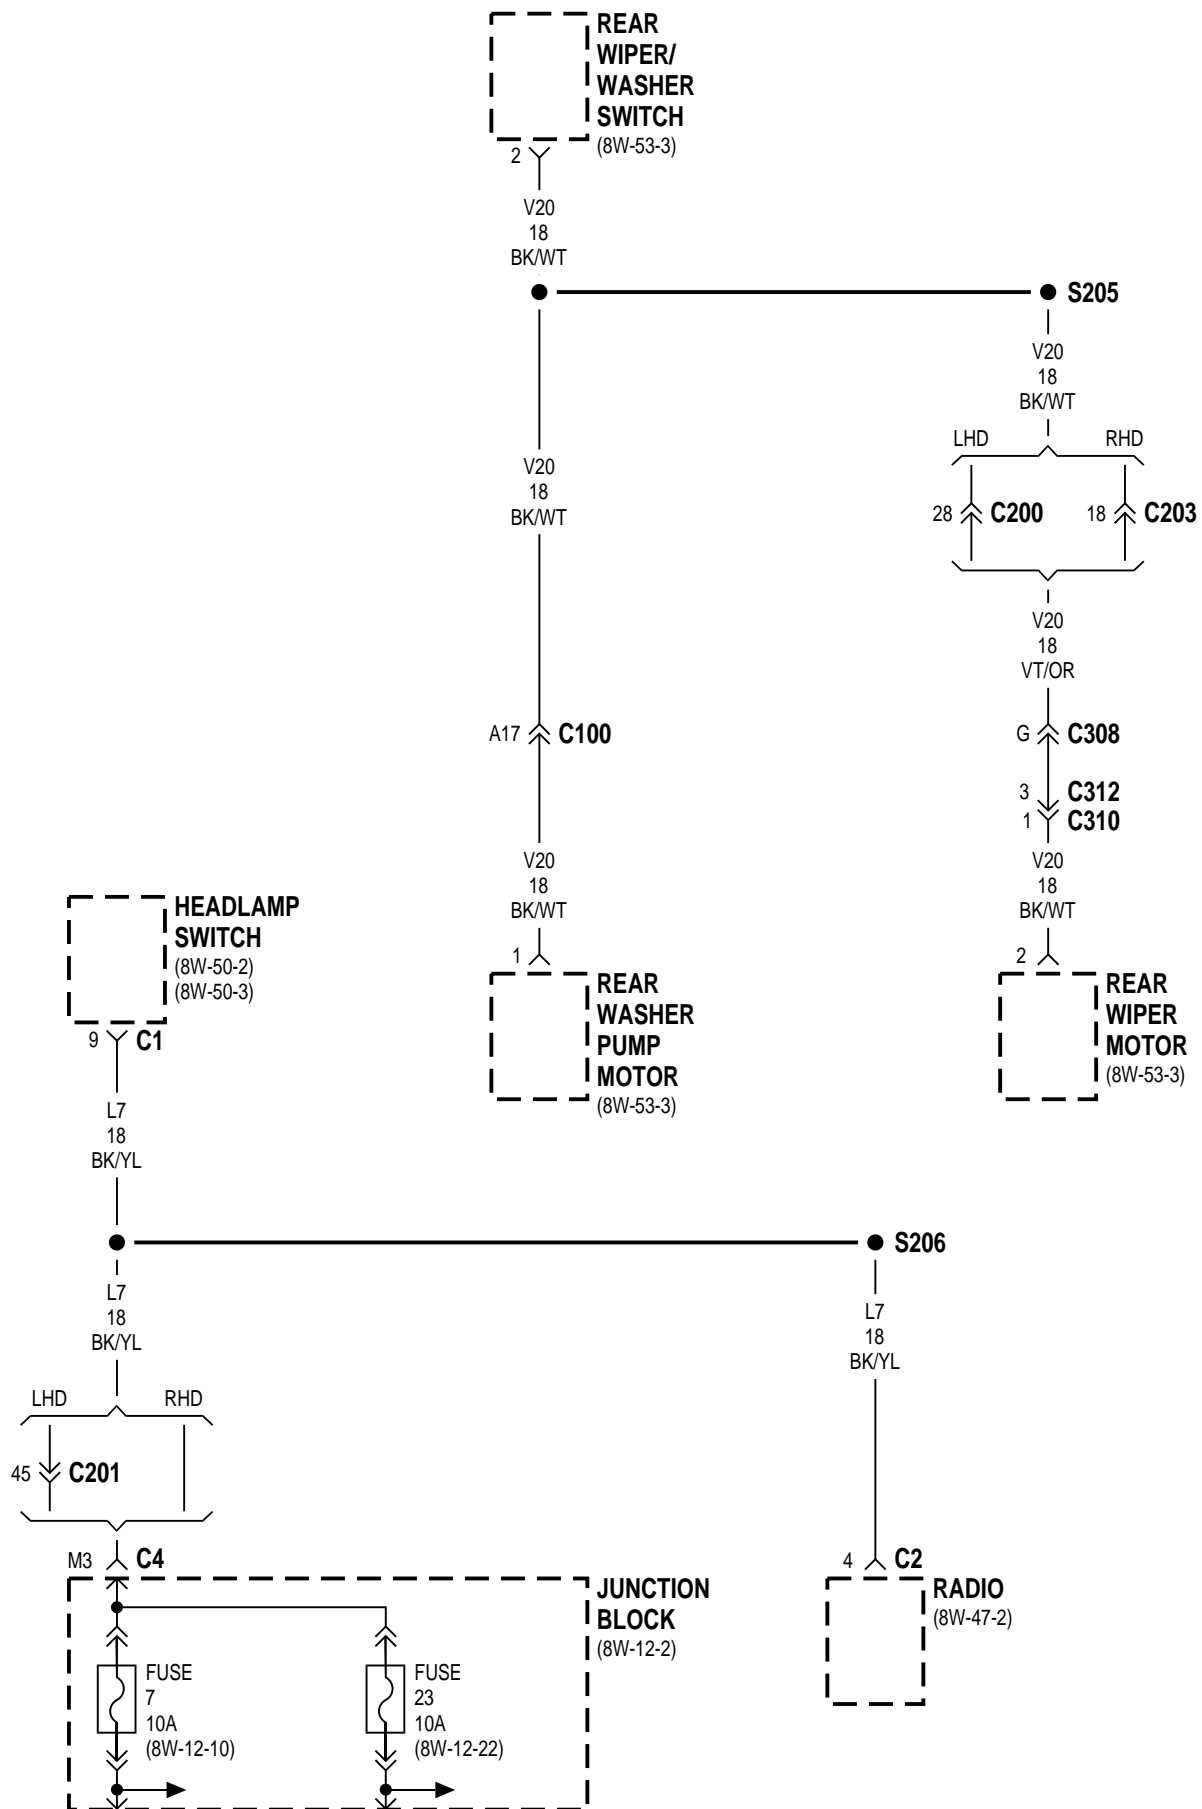 REAR
WIPER/
WASHER
SWITCH
(8W-53-3)
2
V20
18
BK/WT
S205
V20
18
BK/WT
LHD
RHD
28
C200
18
C203
V20
18
BK/WT
V20
18
VT/OR
A17
C100
G
C308
3
C312
1
C310
V20
18
BK/WT
V20
18
BK/WT
1
REAR
WASHER
PUMP
MOTOR
(8W-53-3)
2
REAR
WIPER
MOTOR
(8W-53-3)
HEADLAMP
SWITCH
(8W-50-2)
(8W-50-3)
9
C1
L7
18
BK/YL
S206
L7
18
BK/YL
L7
18
BK/YL
LHD
RHD
45
C201
M3
C4
4
C2
JUNCTION
BLOCK
(8W-12-2)
RADIO
(8W-47-2)
FUSE
7
10A
(8W-12-10)
FUSE
23
10A
(8W-12-22)